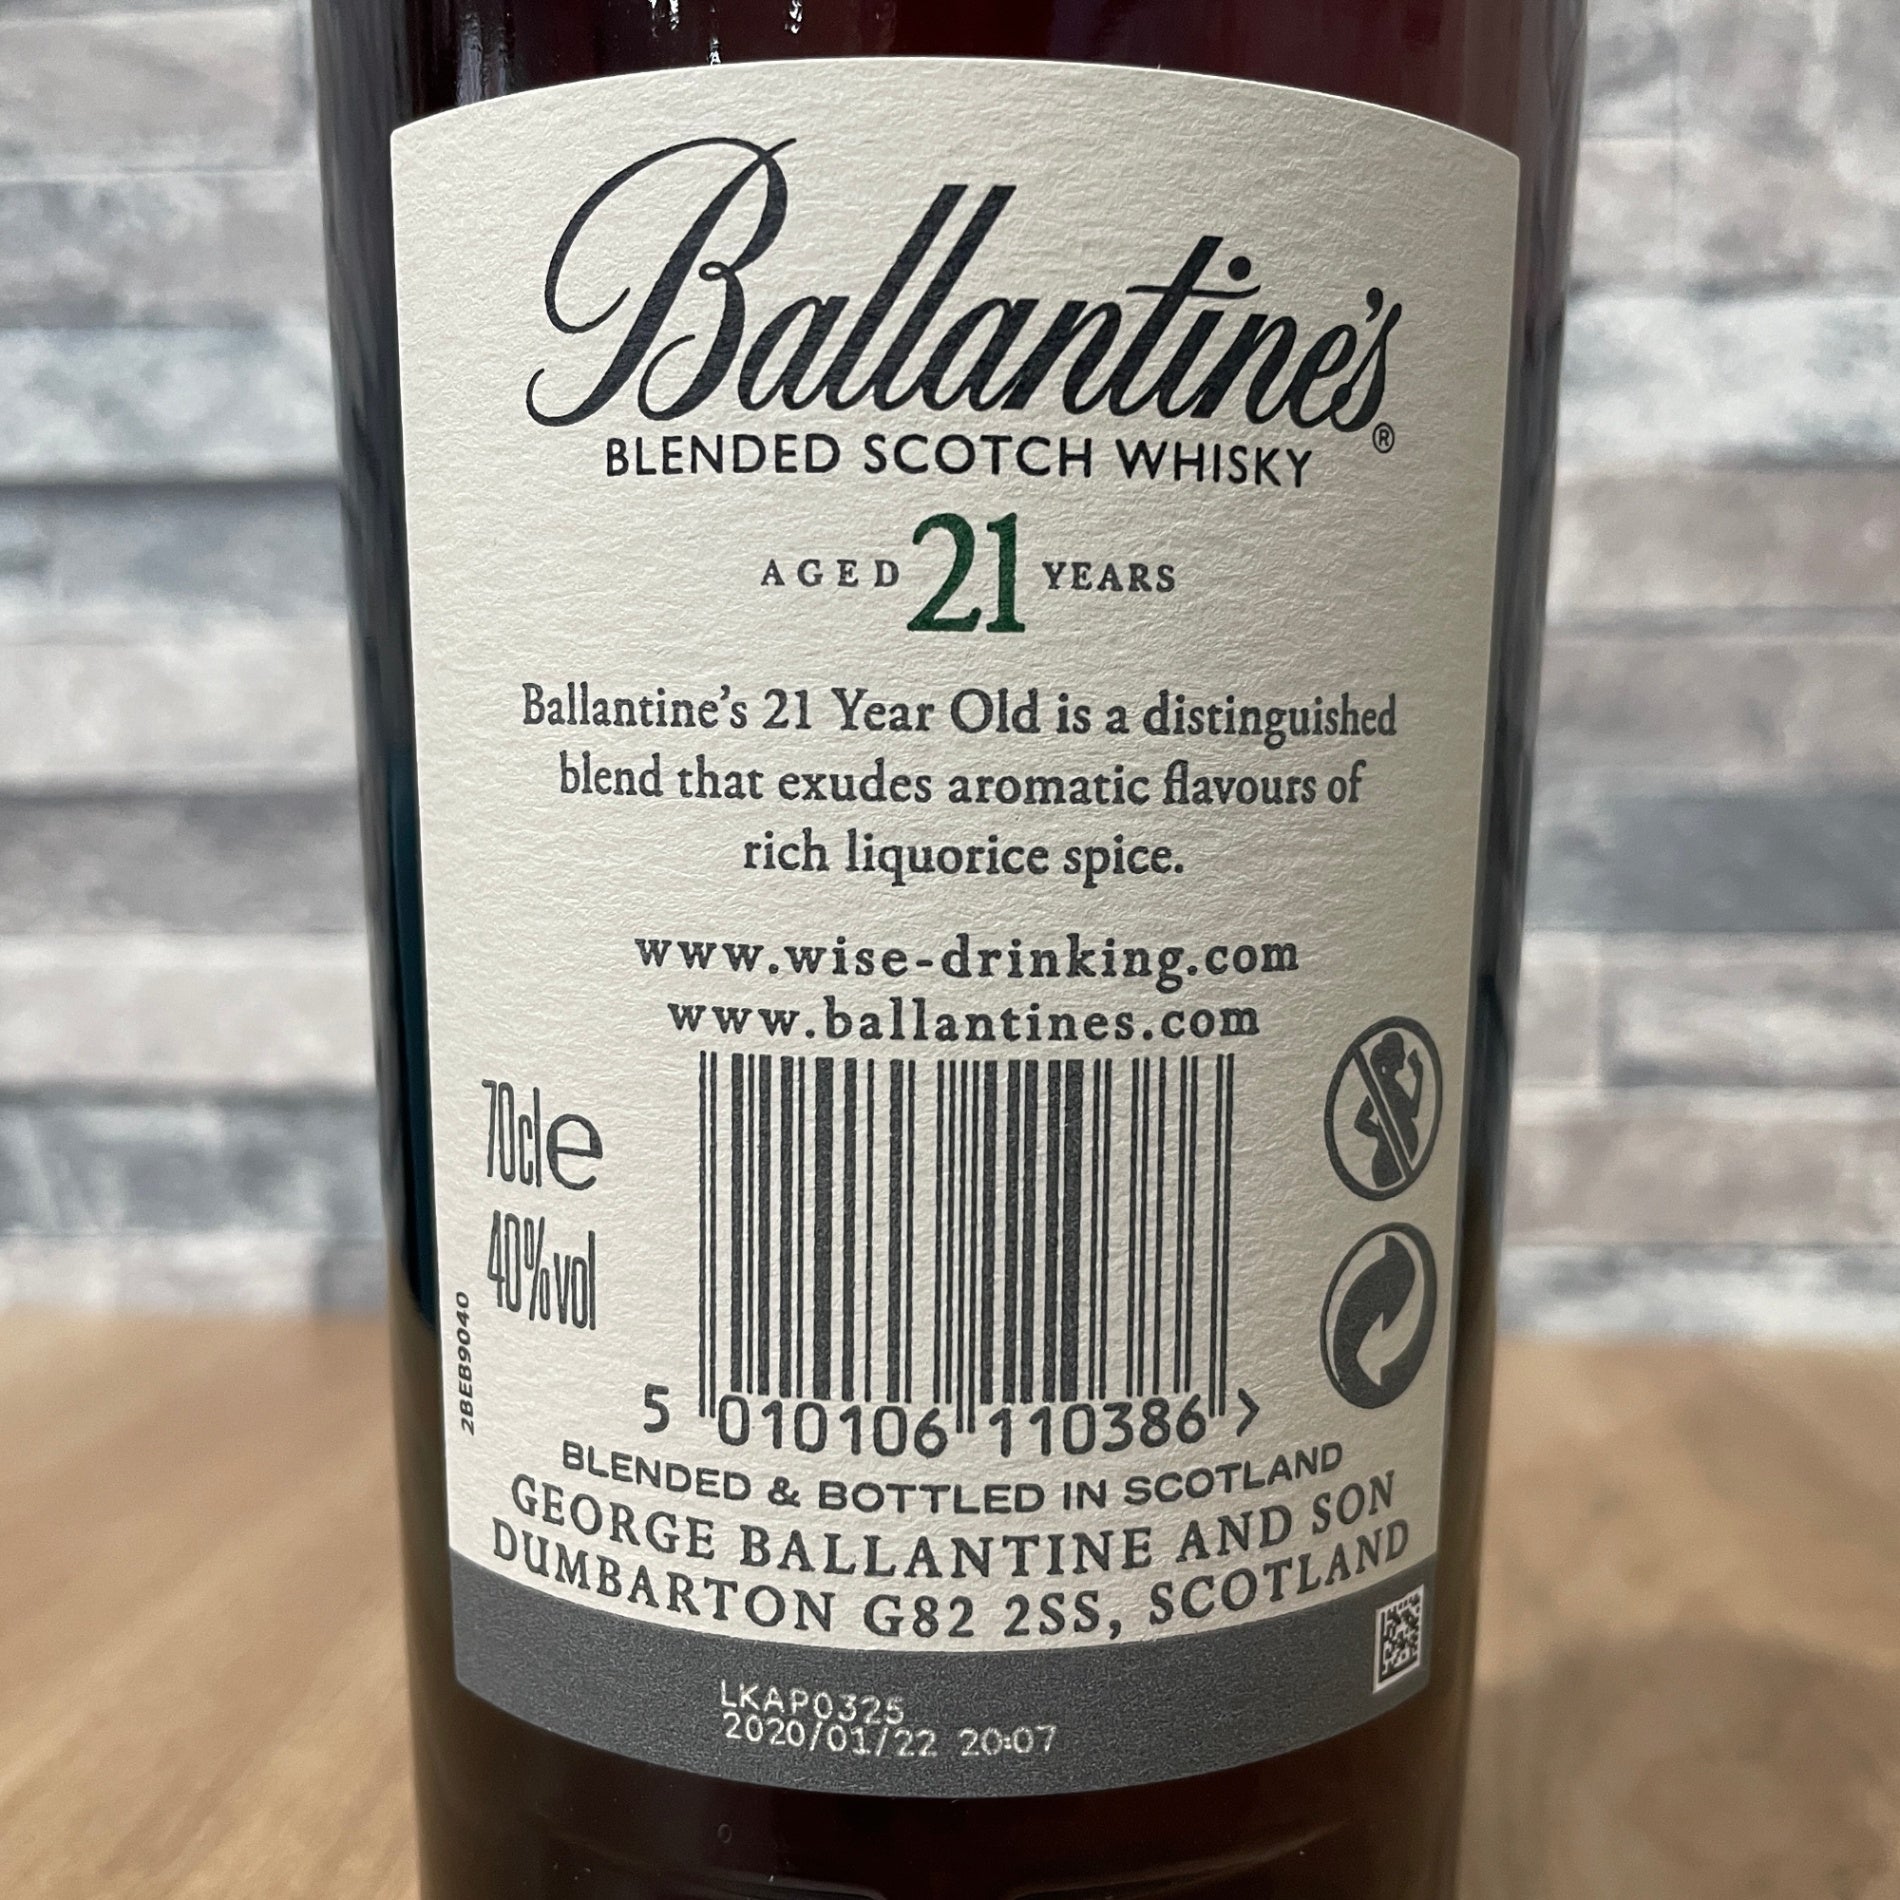 Ballantine's®
BLENDED SCOTCH WHISKY
AGED 21 YEARS
Ballantine's 21 Year Old is a distinguished
blend that exudes aromatic flavours of
rich liquorice spice.
www.wise-drinking.com
www.ballantines.com
70cl e
40%vol
2BEB9040
5 010106 110386 >
BLENDED & BOTTLED IN SCOTLAND
GEORGE BALLANTINE AND SON
DUMBARTON G82 2SS, SCOTLAND
LKAP0325
2020/01/22 20:07